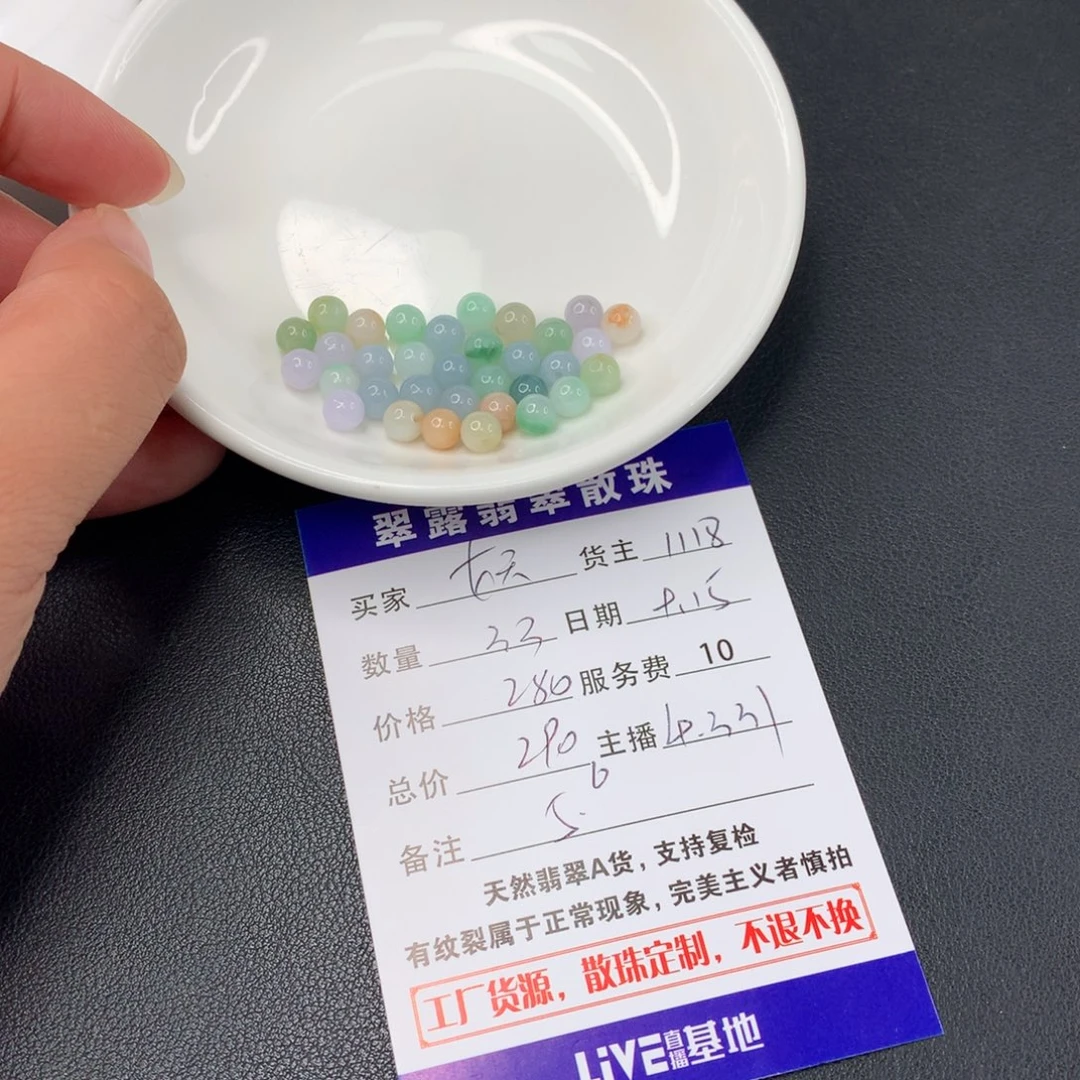 翠露翡翠散珠
买家 货主 1118
数量 33 日期
价格 280 服务费 10
总价 290 主播
备注 5.6
天然翡翠A货，支持复检
有纹裂属于正常现象，完美主义者慎拍
工厂货源，散珠定制，不退不换
LiVE直播基地